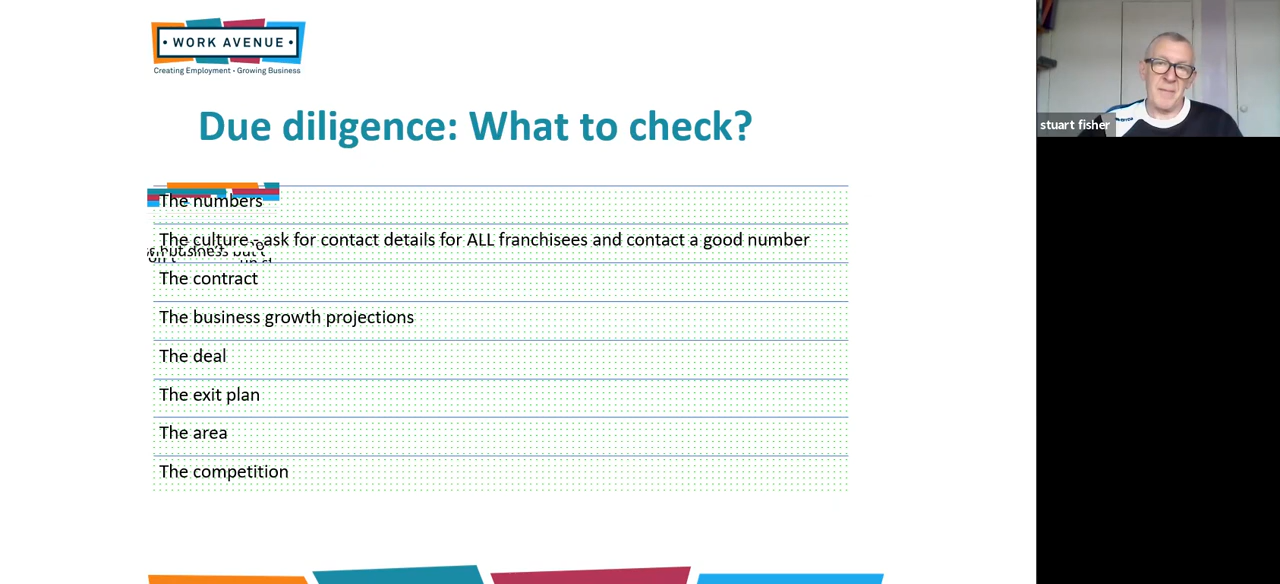 • WORK AVENUE •
Creating Employment • Growing Business
Due diligence: What to check?
The numbers
The culture - ask for contact details for ALL franchisees and contact a good number
The contract
The business growth projections
The deal
The exit plan
The area
The competition
stuart fisher